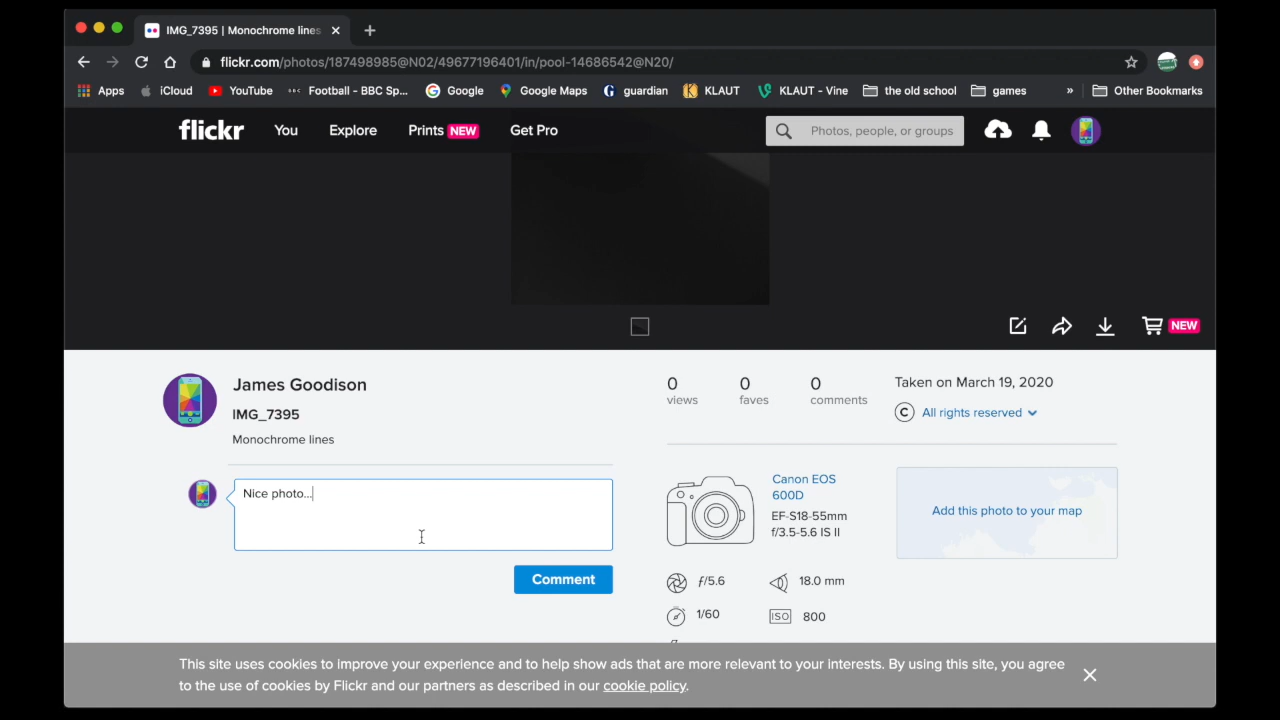 IMG_7395 | Monochrome lines
flickr.com/photos/187498985@N02/49677196401/in/pool-14686542@N20/
Apps iCloud YouTube Football - BBC Sp... Google Google Maps guardian KLAUT KLAUT - Vine the old school games » Other Bookmarks
flickr You Explore Prints NEW Get Pro Photos, people, or groups
NEW
James Goodison
IMG_7395
Monochrome lines
Nice photo...
Comment
0 0 0
views faves comments
Taken on March 19, 2020
All rights reserved
Canon EOS
600D
EF-S18-55mm
f/3.5-5.6 IS II
ƒ/5.6 18.0 mm
1/60 ISO 800
Add this photo to your map
This site uses cookies to improve your experience and to help show ads that are more relevant to your interests. By using this site, you agree
to the use of cookies by Flickr and our partners as described in our cookie policy.